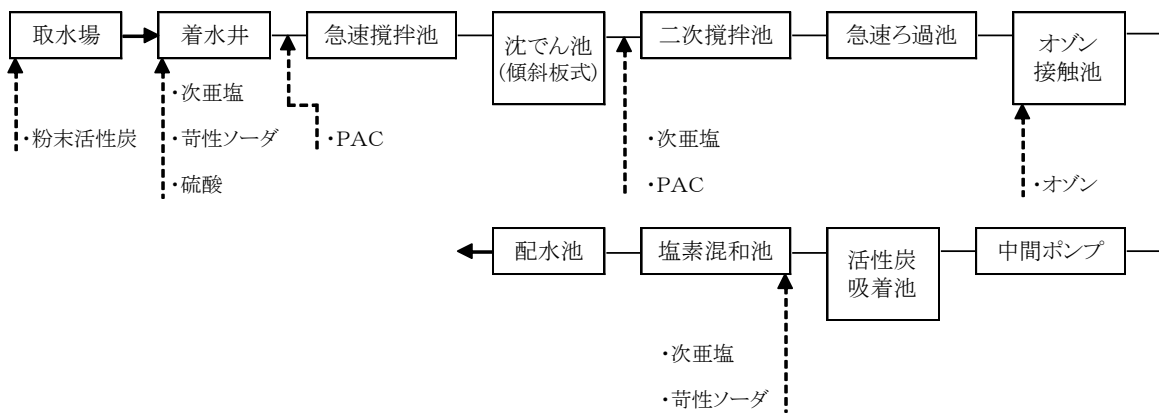 取水場
着水井
急速撹拌池
沈でん池
(傾斜板式)
二次撹拌池
急速ろ過池
オゾン
接触池
・粉末活性炭
・次亜塩
・苛性ソーダ
・硫酸
・PAC
・次亜塩
・PAC
・オゾン
配水池
塩素混和池
活性炭
吸着池
中間ポンプ
・次亜塩
・苛性ソーダ